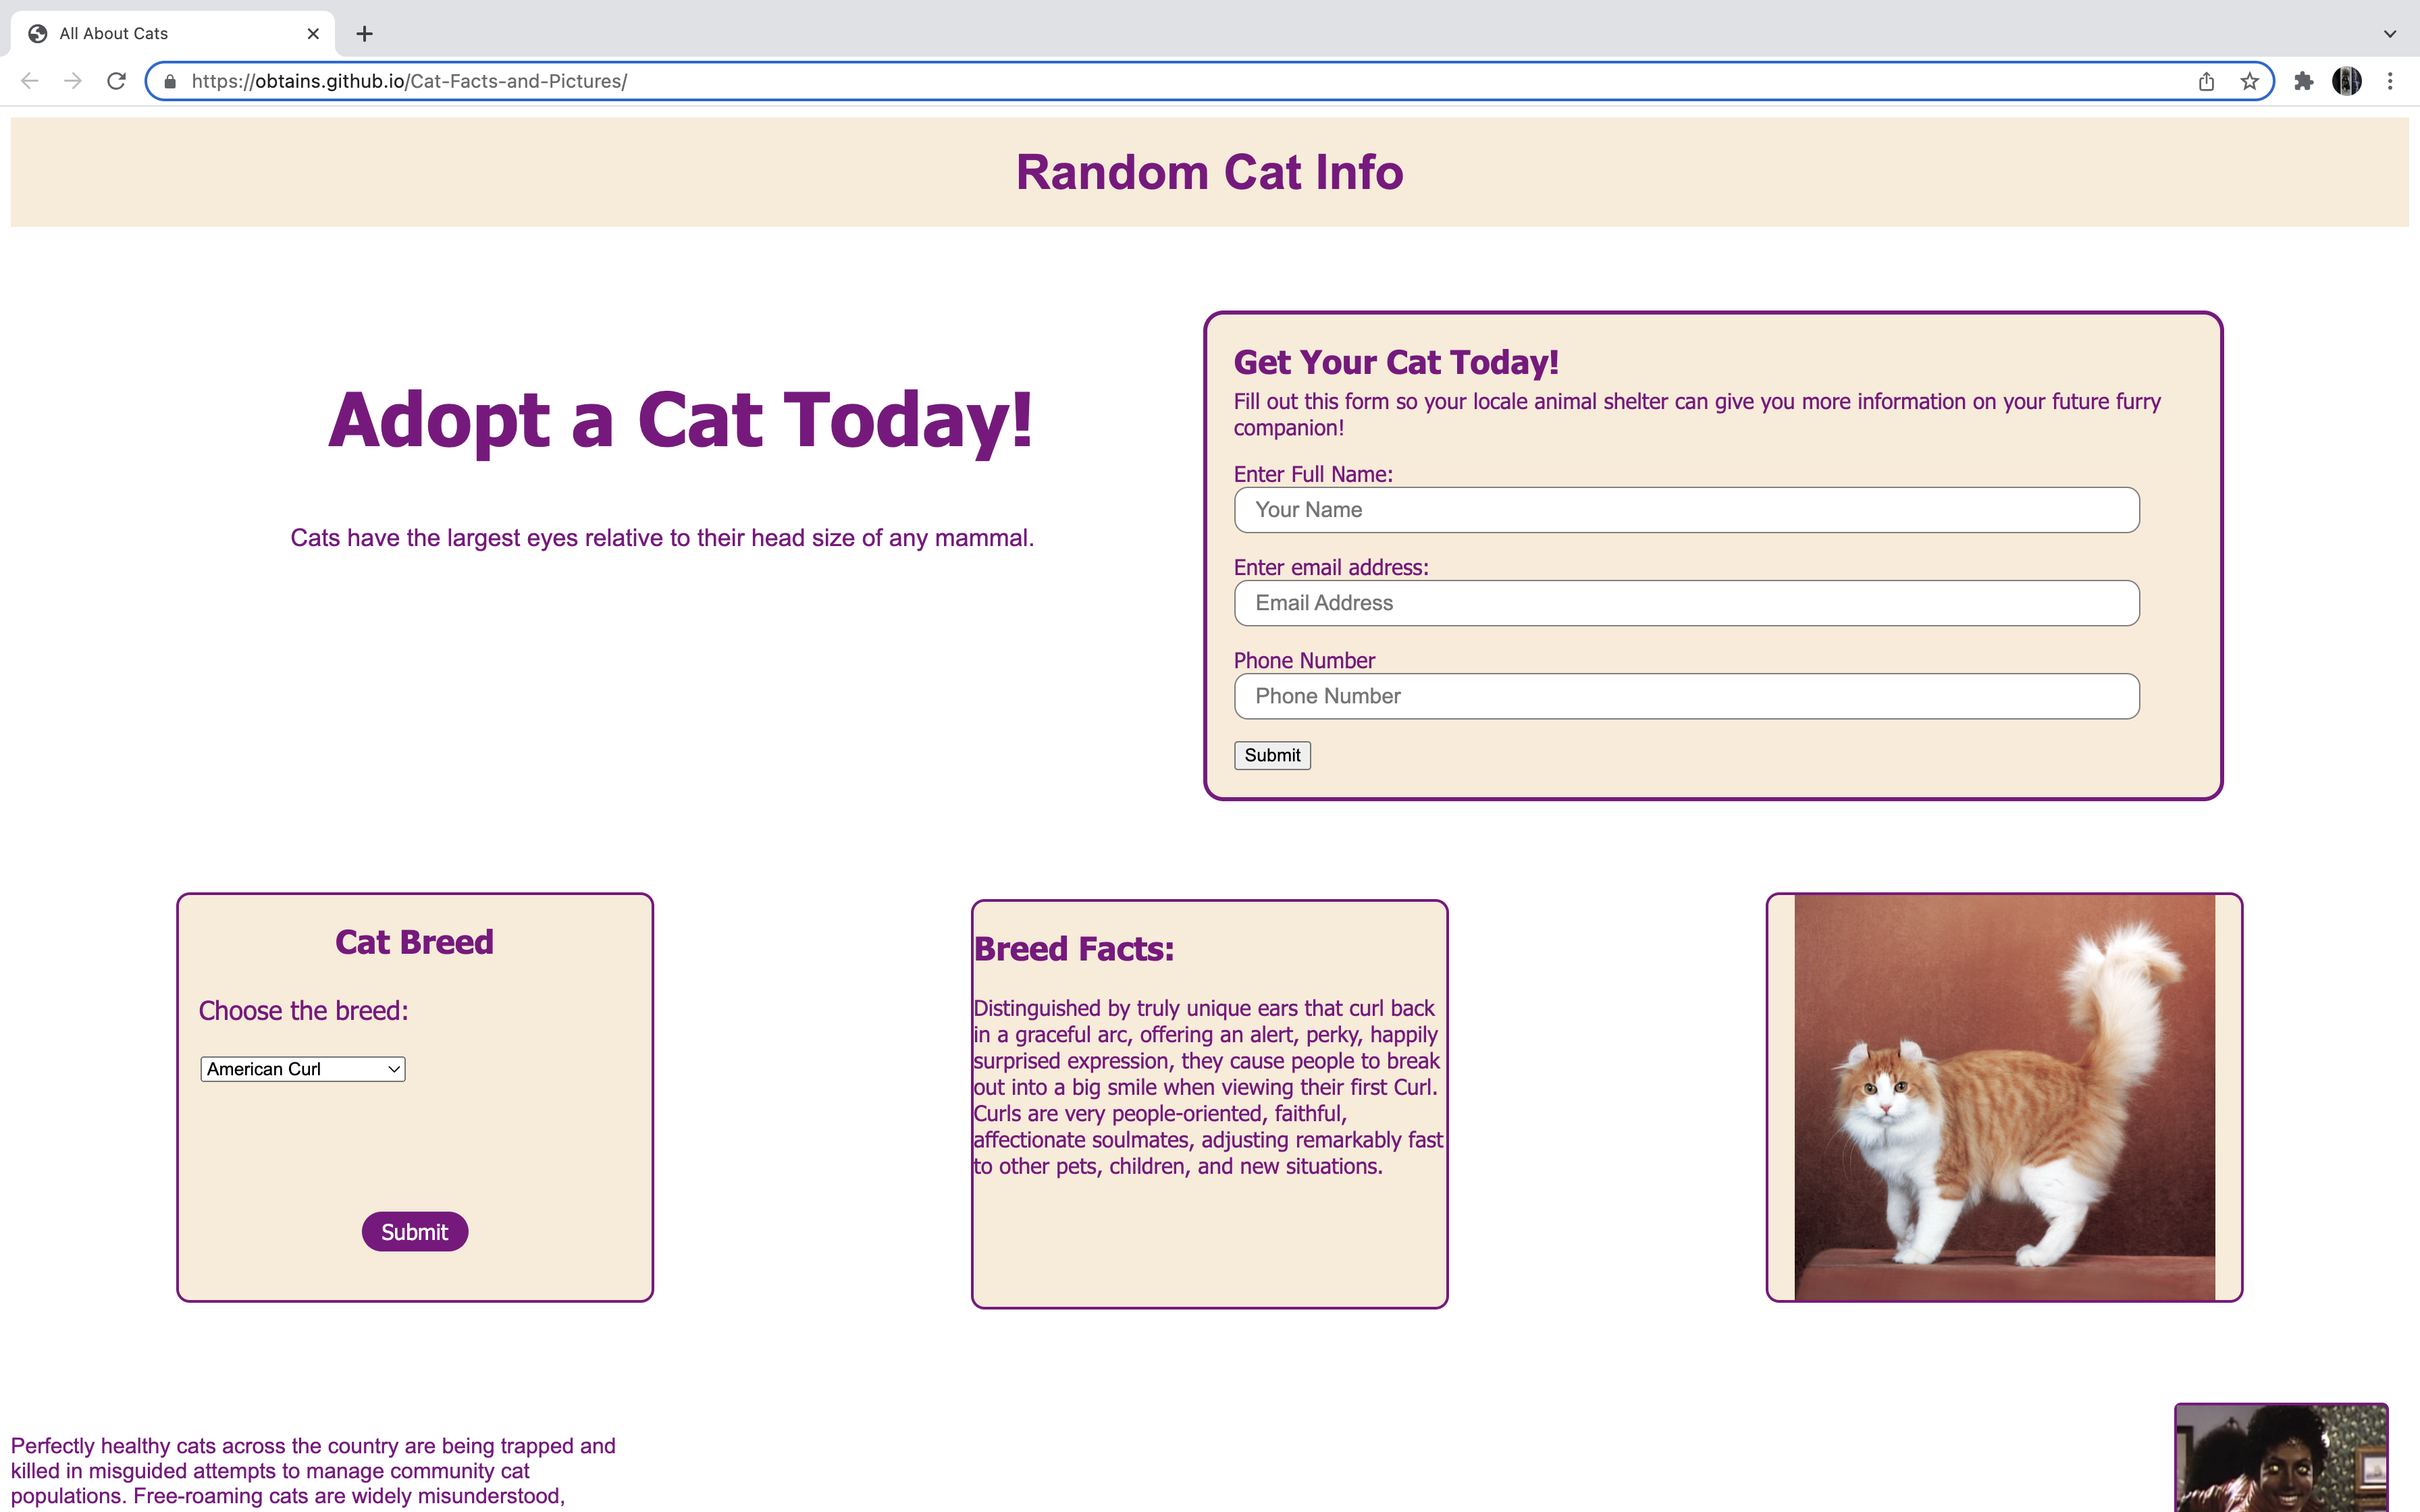 All About Cats
https://obtains.github.io/Cat-Facts-and-Pictures/
Random Cat Info
Adopt a Cat Today!
Cats have the largest eyes relative to their head size of any mammal.
Get Your Cat Today!
Fill out this form so your locale animal shelter can give you more information on your future furry
companion!
Enter Full Name:
Your Name
Enter email address:
Email Address
Phone Number
Phone Number
Submit
Cat Breed
Choose the breed:
American Curl
Submit
Breed Facts:
Distinguished by truly unique ears that curl back
in a graceful arc, offering an alert, perky, happily
surprised expression, they cause people to break
out into a big smile when viewing their first Curl.
Curls are very people-oriented, faithful,
affectionate soulmates, adjusting remarkably fast
to other pets, children, and new situations.
Perfectly healthy cats across the country are being trapped and
killed in misguided attempts to manage community cat
populations. Free-roaming cats are widely misunderstood,